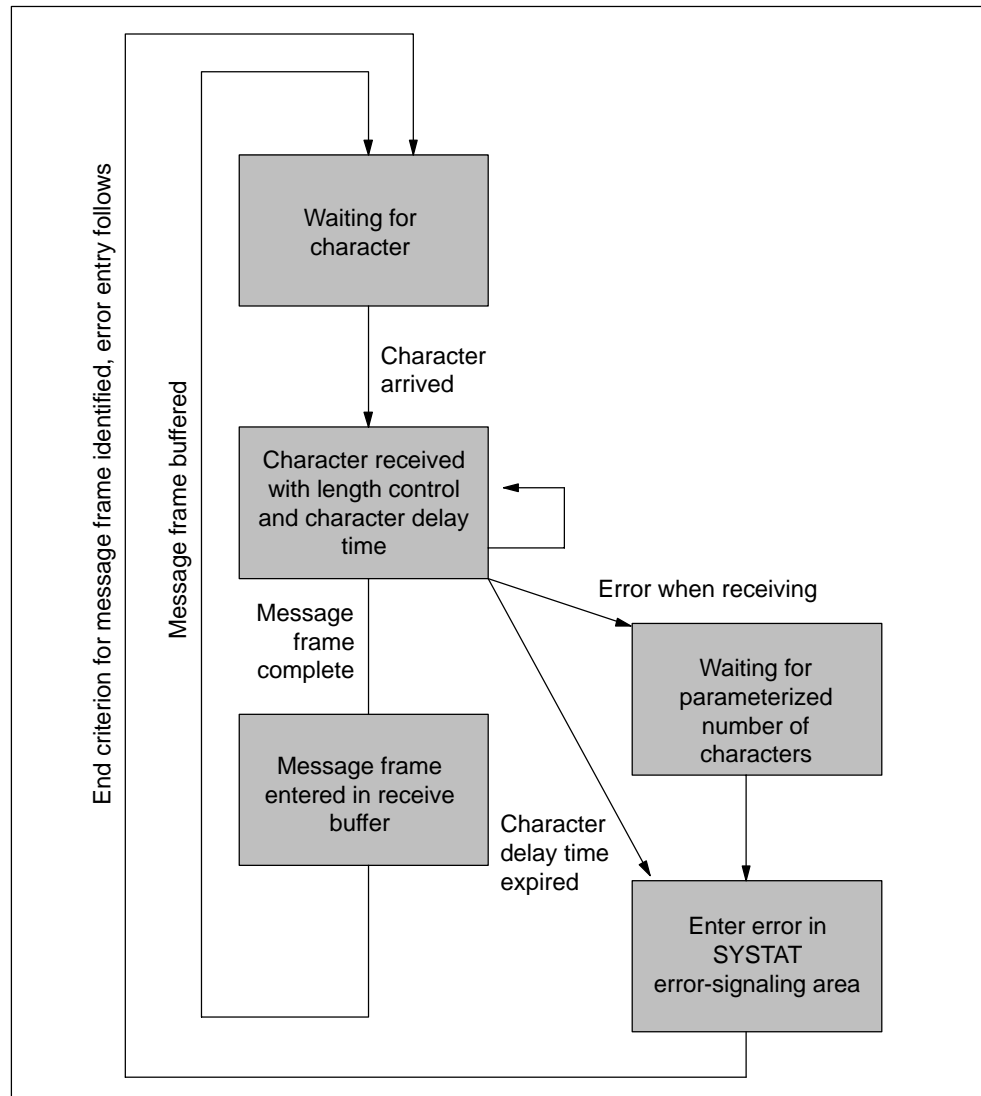 End criterion for message frame identified, error entry follows
Message frame buffered
Waiting for
character
Character
arrived
Character received
with length control
and character delay
time
Error when receiving
Message
frame
complete
Waiting for
parameterized
number of
characters
Message frame
entered in receive
buffer
Character
delay time
expired
Enter error in
SYSTAT
error-signaling area